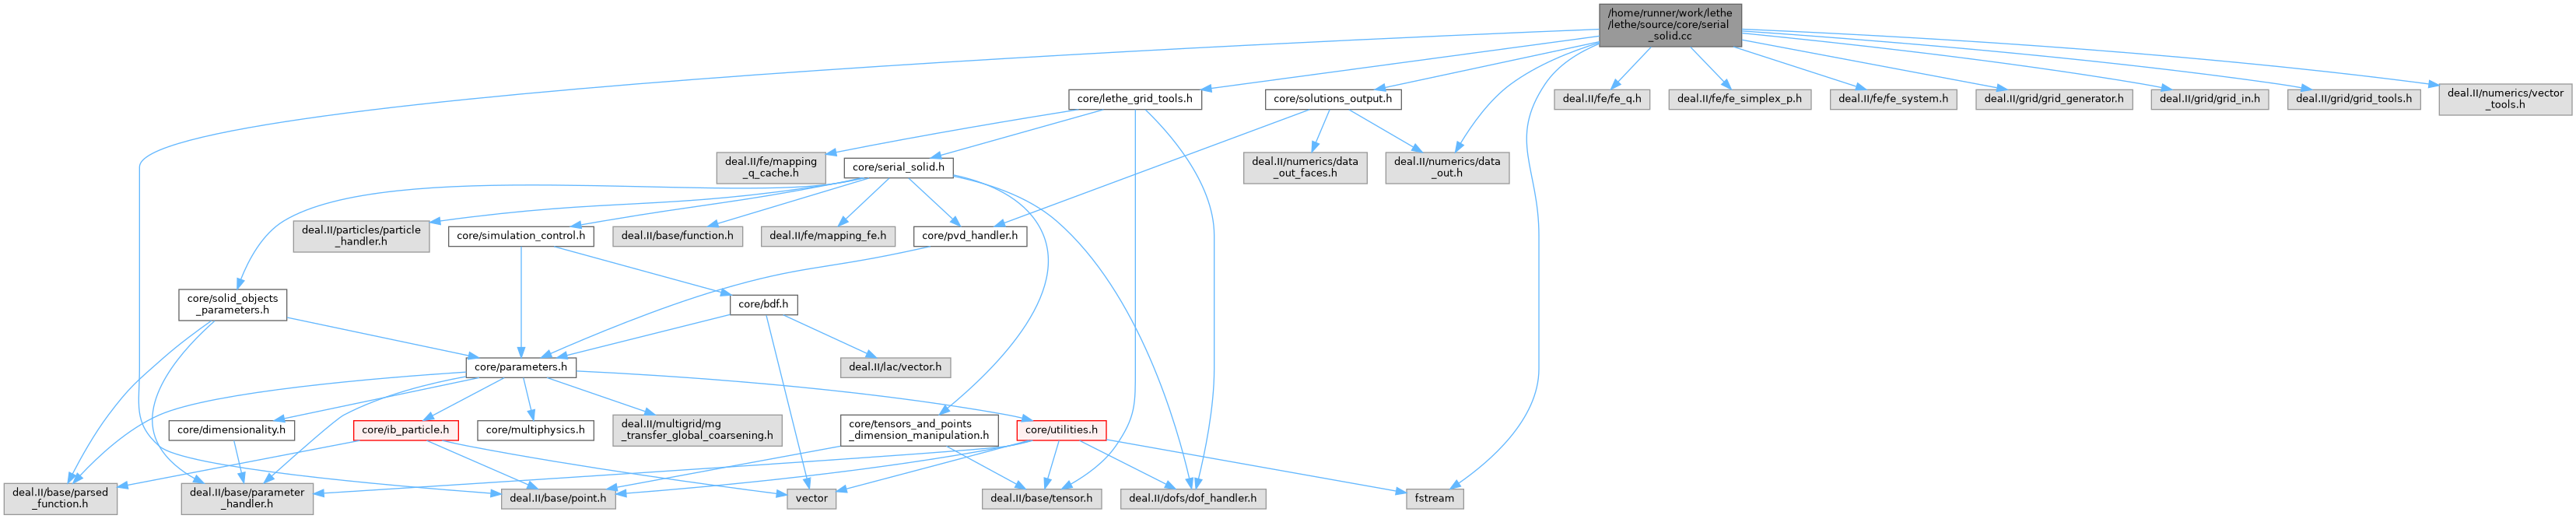 /home/runner/work/lethe
/lethe/source/core/serial
_solid.cc
core/lethe_grid_tools.h
core/solutions_output.h
deal.II/fe/fe_q.h
deal.II/fe/fe_simplex_p.h
deal.II/fe/fe_system.h
deal.II/grid/grid_generator.h
deal.II/grid/grid_in.h
deal.II/grid/grid_tools.h
deal.II/numerics/vector
_tools.h
deal.II/fe/mapping
_q_cache.h
core/serial_solid.h
deal.II/numerics/data
_out_faces.h
deal.II/numerics/data
_out.h
deal.II/particles/particle
_handler.h
core/simulation_control.h
deal.II/base/function.h
deal.II/fe/mapping_fe.h
core/pvd_handler.h
core/solid_objects
_parameters.h
core/bdf.h
core/parameters.h
deal.II/lac/vector.h
core/dimensionality.h
core/ib_particle.h
core/multiphysics.h
deal.II/multigrid/mg
_transfer_global_coarsening.h
core/tensors_and_points
_dimension_manipulation.h
core/utilities.h
deal.II/base/parsed
_function.h
deal.II/base/parameter
_handler.h
deal.II/base/point.h
vector
deal.II/base/tensor.h
deal.II/dofs/dof_handler.h
fstream